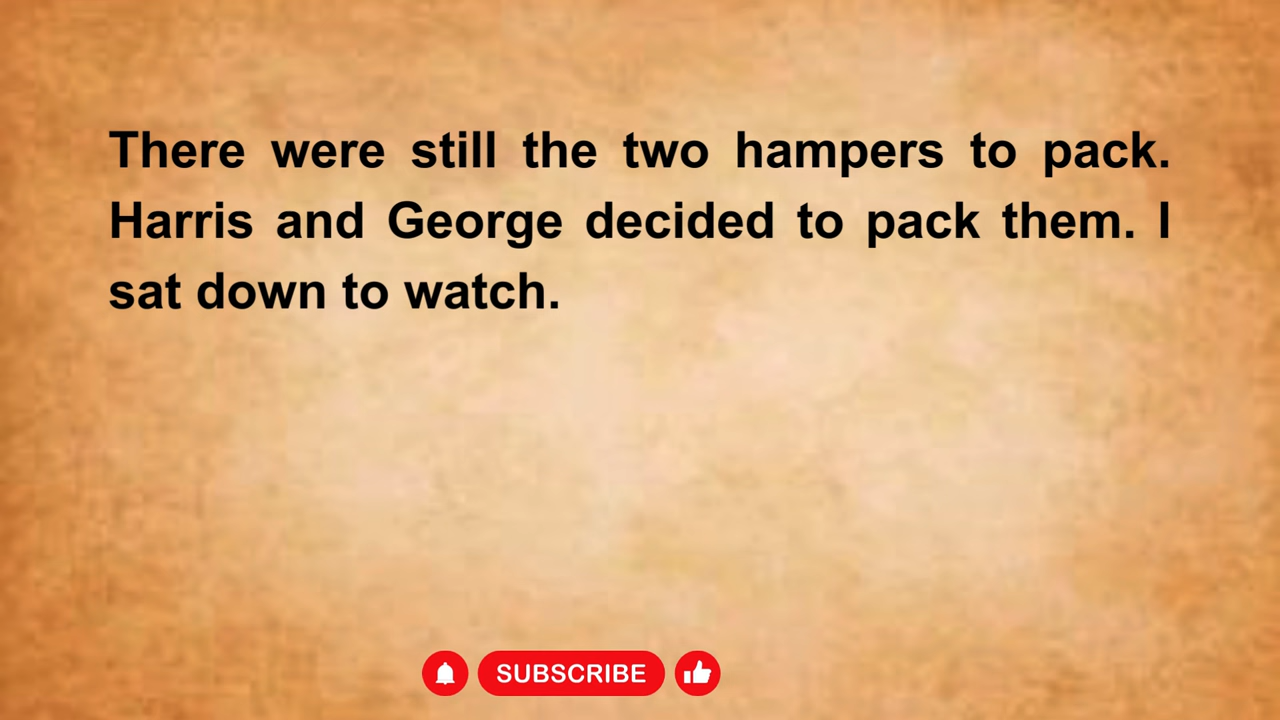 There were still the two hampers to pack.
Harris and George decided to pack them. I
sat down to watch.
SUBSCRIBE